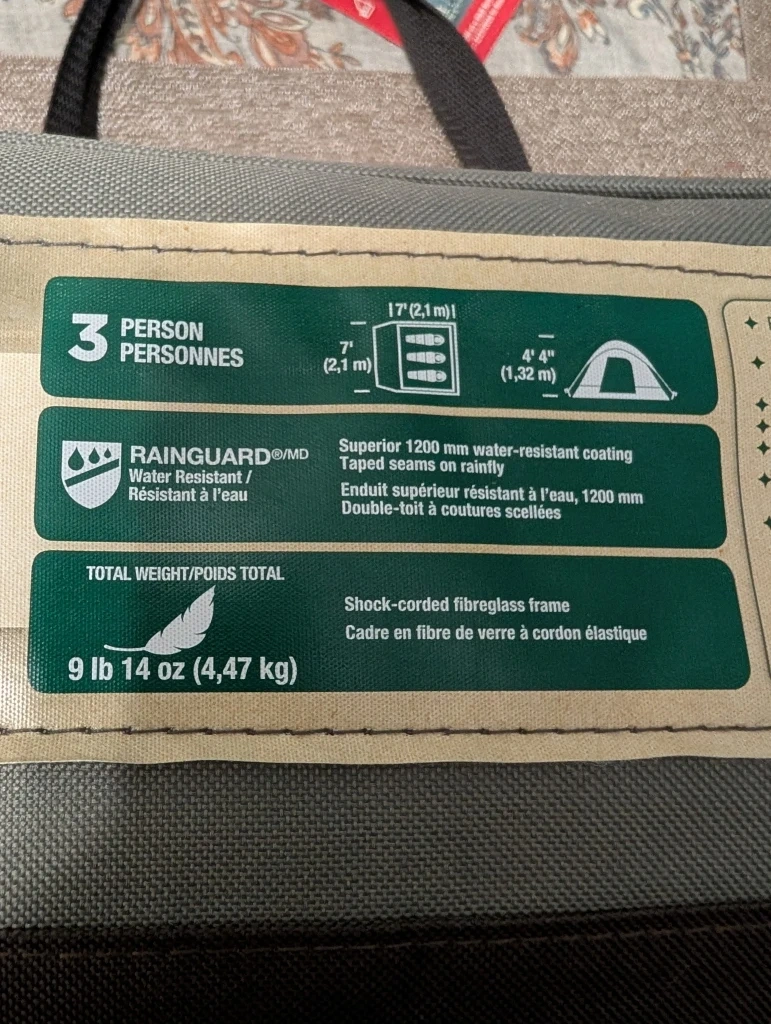 3 PERSON
PERSONNES
7' (2,1 m)
7'
(2,1 m)
4' 4"
(1,32 m)
RAINGUARD®/MD
Water Resistant /
Résistant à l'eau
Superior 1200 mm water-resistant coating
Taped seams on rainfly
Enduit supérieur résistant à l'eau, 1200 mm
Double-toit à coutures scellées
TOTAL WEIGHT/POIDS TOTAL
9 lb 14 oz (4,47 kg)
Shock-corded fibreglass frame
Cadre en fibre de verre à cordon élastique